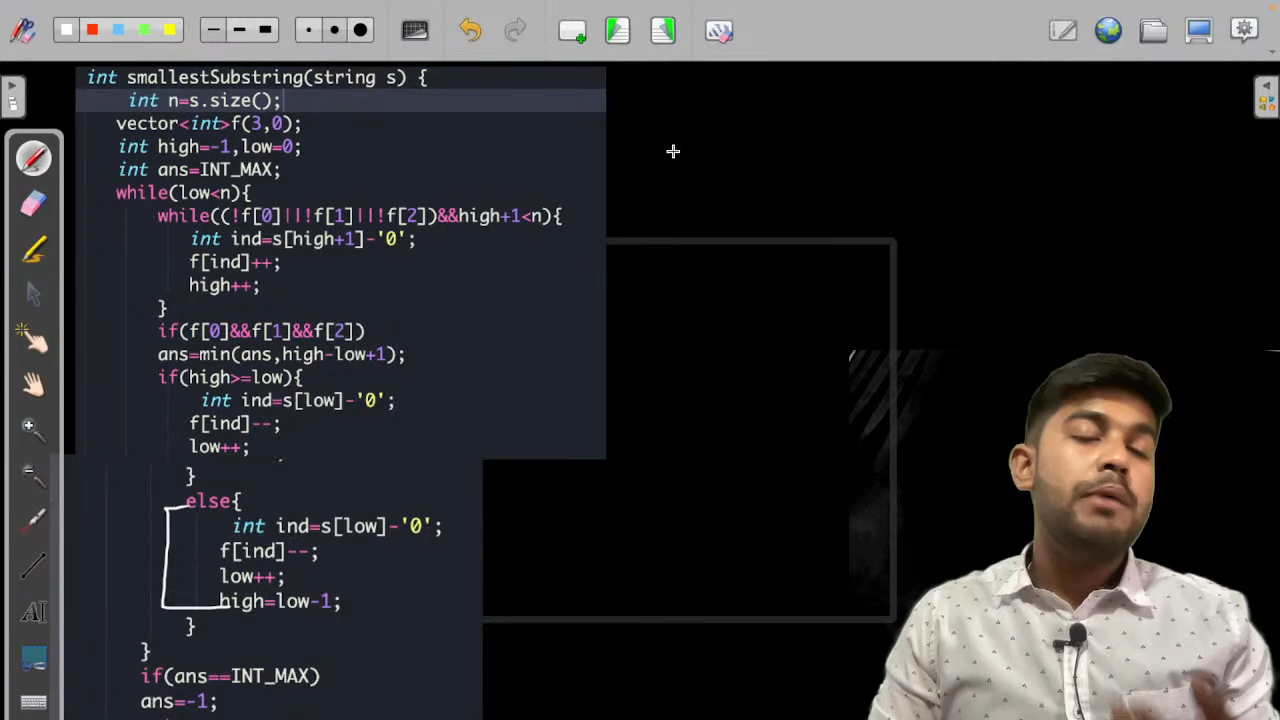 int smallestSubstring(string s) {
int n=s.size();
vector<int>f(3,0);
int high=-1,low=0;
int ans=INT_MAX;
while(low<n){
while((!f[0]||!f[1]||!f[2])&&high+1<n){
int ind=s[high+1]-'0';
f[ind]++;
high++;
}
if(f[0]&&f[1]&&f[2])
ans=min(ans,high-low+1);
if(high>=low){
int ind=s[low]-'0';
f[ind]--;
low++;
}
else{
int ind=s[low]-'0';
f[ind]--;
low++;
high=low-1;
}
}
if(ans==INT_MAX)
ans=-1;